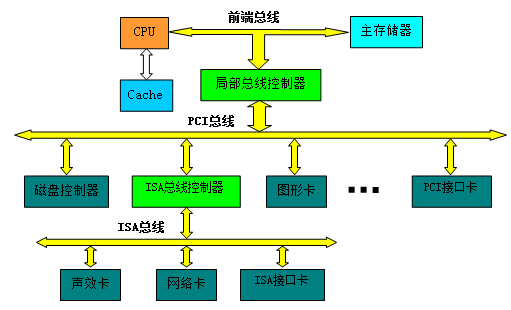 前端总线
CPU
主存储器
Cache
局部总线控制器
PCI总线
磁盘控制器
ISA总线控制器
图形卡
PCI接口卡
ISA总线
声效卡
网络卡
ISA接口卡